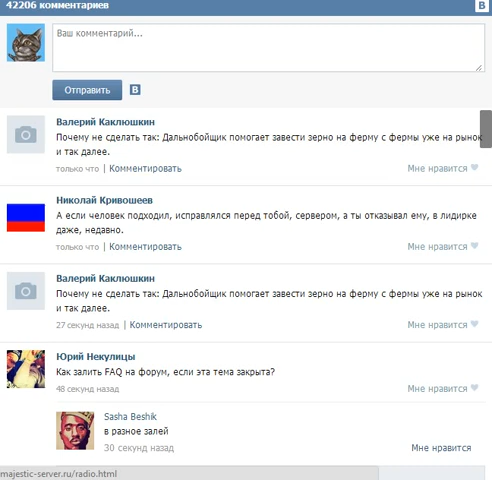 42206 комментариев
B
Ваш комментарий...
Отправить B
Валерий Каклюшкин
Почему не сделать так: Дальнобойщик помогает завести зерно на ферму с фермы уже на рынок
и так далее.
только что | Комментировать Мне нравится
Николай Кривошеев
А если человек подходил, исправлялся перед тобой, сервером, а ты отказывал ему, в лидирке
даже, недавно.
только что | Комментировать Мне нравится
Валерий Каклюшкин
Почему не сделать так: Дальнобойщик помогает завести зерно на ферму с фермы уже на рынок
и так далее.
27 секунд назад | Комментировать Мне нравится
Юрий Некулицы
Как залить FAQ на форум, если эта тема закрыта?
48 секунд назад Мне нравится
Sasha Beshik
в разное залей
30 секунд назад Мне нравится
majestic-server.ru/radio.html